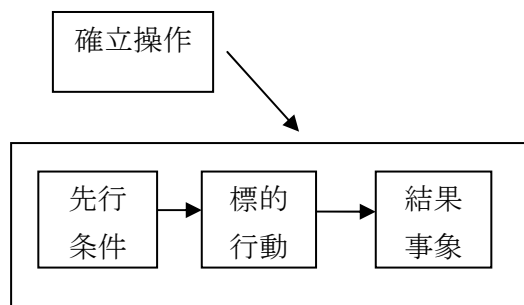 確立操作
先行
条件
標的
行動
結果
事象